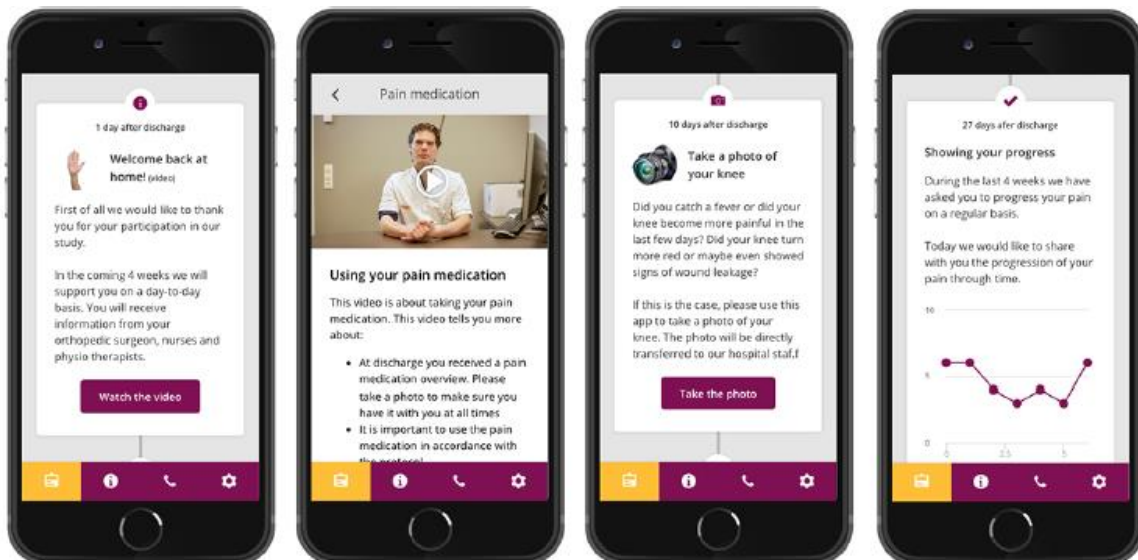 1 day after discharge
Welcome back at
home! (video)
First of all we would like to thank
you for your participation in our
study.
In the coming 4 weeks we will
support you on a day-to-day
basis. You will receive
information from your
orthopedic surgeon, nurses and
physio therapists.
Watch the video
Pain medication
Using your pain medication
This video is about taking your pain
medication. This video tells you more
about:
• At discharge you received a pain
medication overview. Please
take a photo to make sure you
have it with you at all times
• It is important to use the pain
medication in accordance with
the protocol
10 days after discharge
Take a photo of
your knee
Did you catch a fever or did your
knee become more painful in the
last few days? Did your knee turn
more red or maybe even showed
signs of wound leakage?
If this is the case, please use this
app to take a photo of your
knee. The photo will be directly
transferred to our hospital staf.f
Take the photo
27 days afer discharge
Showing your progress
During the last 4 weeks we have
asked you to progress your pain
on a regular basis.
Today we would like to share
with you the progression of your
pain through time.
10
5
0
0 2.5 5